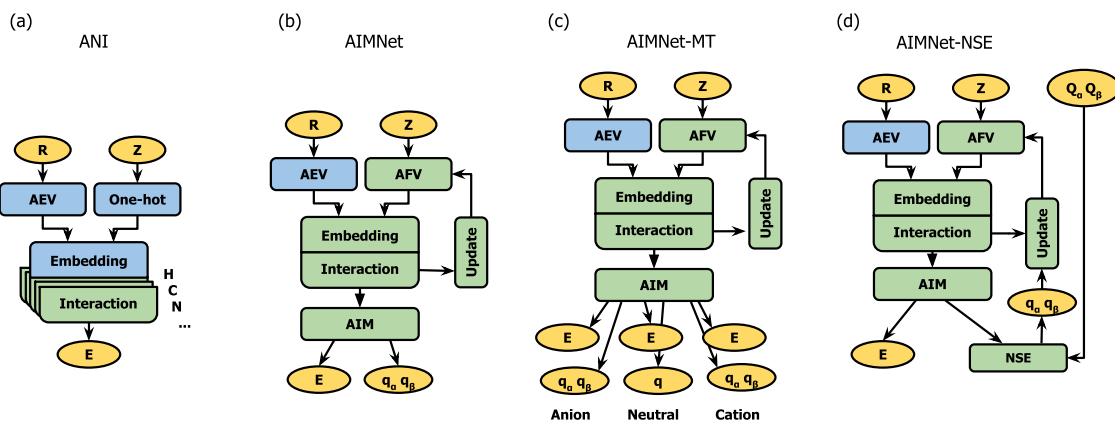 (a)
ANI
R
Z
AEV
One-hot
Embedding
Interaction
H
C
N
...
E
(b)
AIMNet
R
Z
AEV
AFV
Embedding
Interaction
Update
AIM
E
qα qβ
(c)
AIMNet-MT
R
Z
AEV
AFV
Embedding
Interaction
Update
AIM
E
E
E
qα qβ
q
qα qβ
Anion
Neutral
Cation
(d)
AIMNet-NSE
R
Z
Qα Qβ
AEV
AFV
Embedding
Interaction
Update
AIM
qα qβ
E
NSE